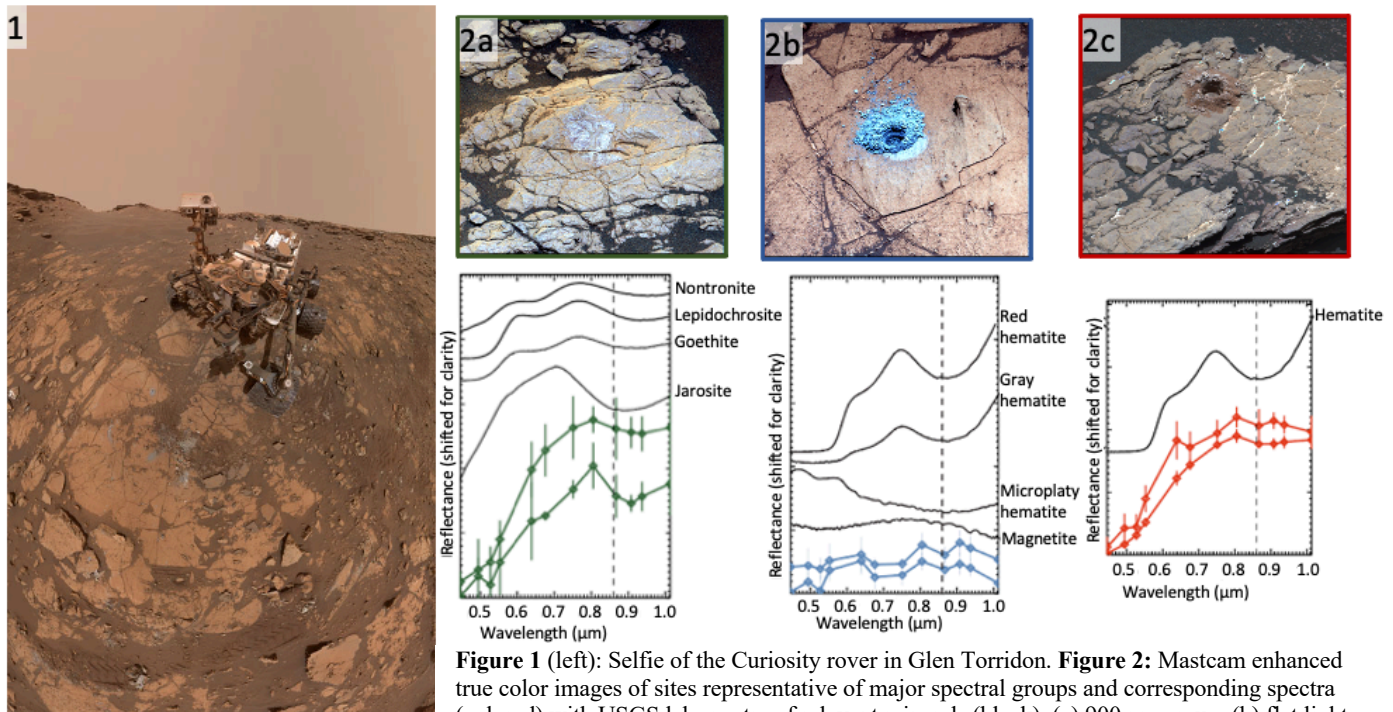 1
2a
2b
2c
Reflectance (shifted for clarity)
Nontronite
Lepidochrosite
Goethite
Jarosite
0.5 0.6 0.7 0.8 0.9 1.0
Wavelength (μm)
Reflectance (shifted for clarity)
Red
hematite
Gray
hematite
Microplaty
hematite
Magnetite
0.5 0.6 0.7 0.8 0.9 1.0
Wavelength (μm)
Reflectance (shifted for clarity)
Hematite
0.5 0.6 0.7 0.8 0.9 1.0
Wavelength (μm)
Figure 1 (left): Selfie of the Curiosity rover in Glen Torridon. Figure 2: Mastcam enhanced
true color images of sites representative of major spectral groups and corresponding spectra